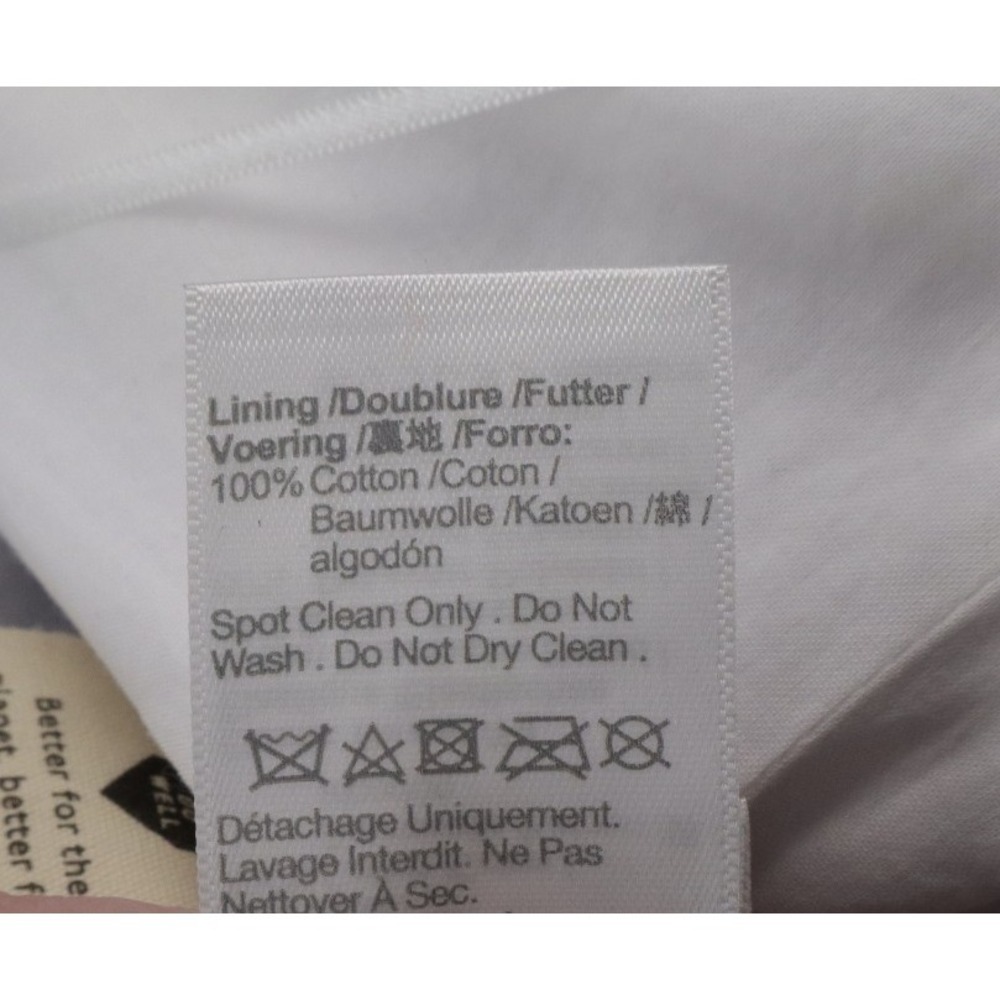 Lining /Doublure /Futter /
Voering /裏地 /Forro:
100% Cotton /Coton /
Baumwolle /Katoen /綿 /
algodón
Spot Clean Only . Do Not
Wash . Do Not Dry Clean .
Détachage Uniquement.
Lavage Interdit. Ne Pas
Nettoyer À Sec.
Better for the
better f
WELL